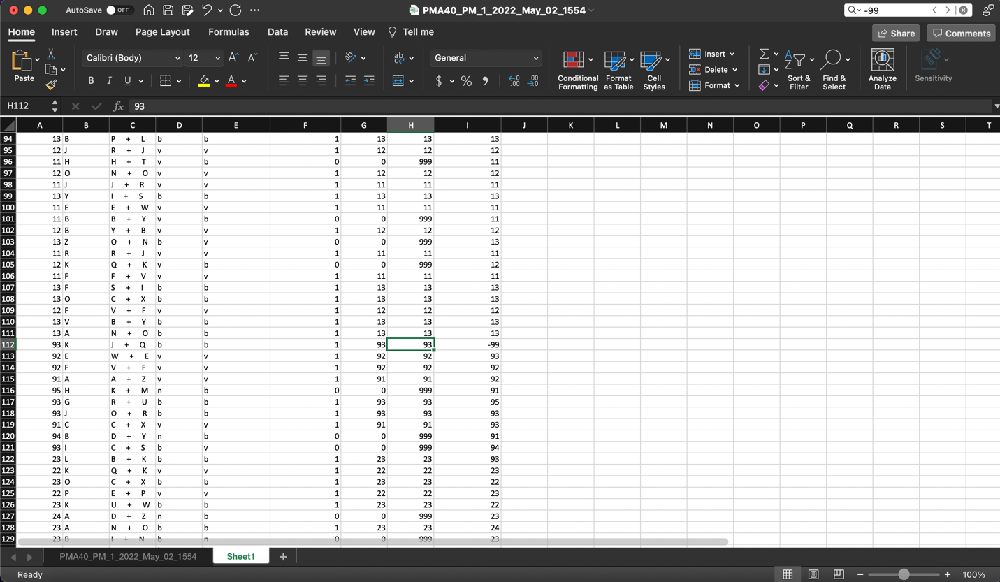 AutoSave OFF PMA40_PM_1_2022_May_02_1554 -99
Home Insert Draw Page Layout Formulas Data Review View Tell me Share Comments
Paste Calibri (Body) 12 General Conditional Formatting Format as Table Cell Styles Insert Delete Format Sort & Filter Find & Select Analyze Data Sensitivity
H112 fx 93
A B C D E F G H I J K L M N O P Q R S T
94 13 B P + L b b 1 13 13 13
95 12 J R + J v v 1 12 12 12
96 11 H H + T v b 0 0 999 11
97 12 O N + O v v 1 12 12 12
98 11 J J + R v v 1 11 11 11
99 13 Y I + S b b 1 13 13 13
100 11 E E + W v v 1 11 11 11
101 11 B B + Y v b 0 0 999 11
102 12 B Y + B v v 1 12 12 12
103 13 Z O + N b v 0 0 999 13
104 11 R R + J v v 1 11 11 11
105 12 K Q + K v b 0 0 999 12
106 11 F F + V v v 1 11 11 11
107 13 F S + I b b 1 13 13 13
108 13 O C + X b b 1 13 13 13
109 12 F V + F v v 1 12 12 12
110 13 V B + Y b b 1 13 13 13
111 13 A N + O b b 1 13 13 13
112 93 K J + Q b b 1 93 93 -99
113 92 E W + E v v 1 92 92 93
114 92 F V + F v v 1 92 92 92
115 91 A A + Z v v 1 91 91 92
116 95 H K + M n b 0 0 999 91
117 93 G R + U b b 1 93 93 95
118 93 J O + R b b 1 93 93 93
119 91 C C + X v v 1 91 91 93
120 94 B D + Y n b 0 0 999 91
121 93 I C + S b v 0 0 999 94
122 23 L B + K b b 1 23 23 93
123 22 K Q + K v v 1 22 22 23
124 23 O C + X b b 1 23 23 22
125 22 P E + P v v 1 22 22 23
126 23 K U + W b b 1 23 23 22
127 24 A D + Z n b 0 0 999 23
128 23 A N + O b b 1 23 23 24
129 23 B I + N b n 0 0 999 23
PMA40_PM_1_2022_May_02_1554 Sheet1 +
Ready 100%